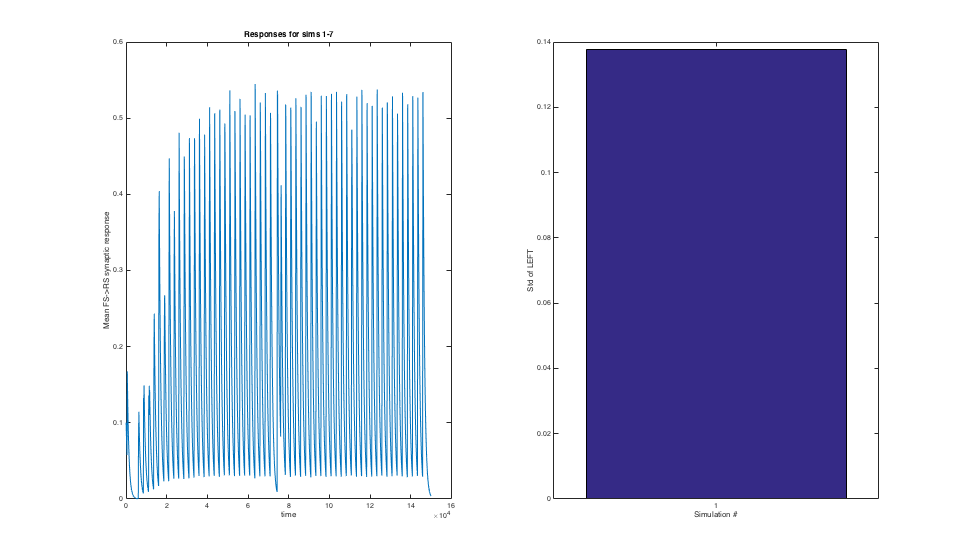 Responses for sims 1-7
0.6
0.5
0.4
0.3
0.2
0.1
0
Mean FS->RS synaptic response
0 2 4 6 8 10 12 14 16
×10^4
time
0.14
0.12
0.1
0.08
0.06
0.04
0.02
0
Std of LEFT
1
Simulation #